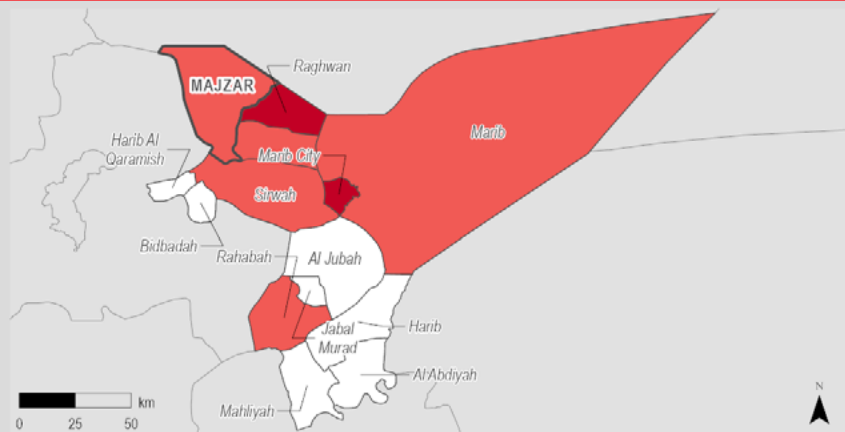 Raghwan
MAJZAR
Marib
Harib Al
Qaramish
Marib City
Sirwah
Bidbadah
Rahabah
Al Jubah
Harib
Jabal
Murad
Al Abdiyah
Mahliyah
km
0 25 50
N